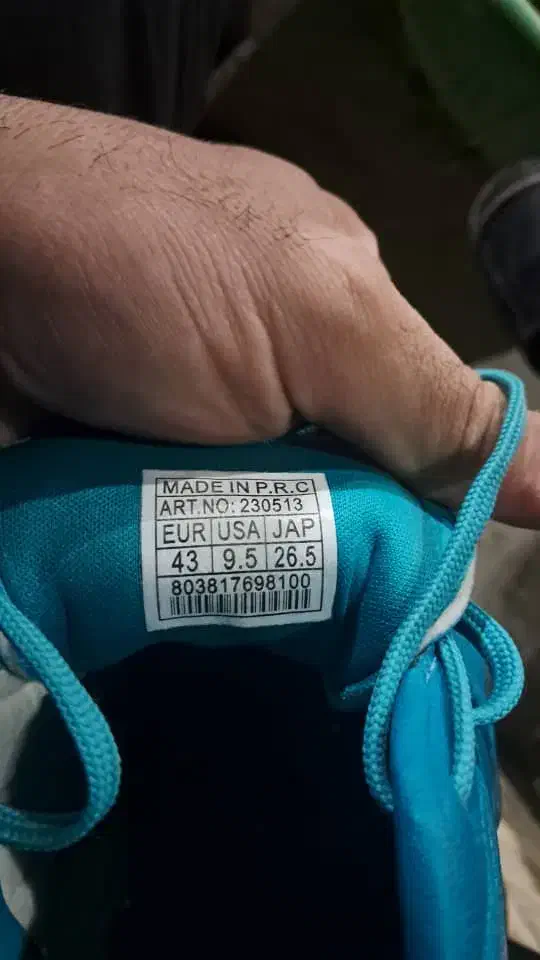 MADE IN P.R.C
ART.NO: 230513
EUR USA JAP
43 9.5 26.5
803817698100